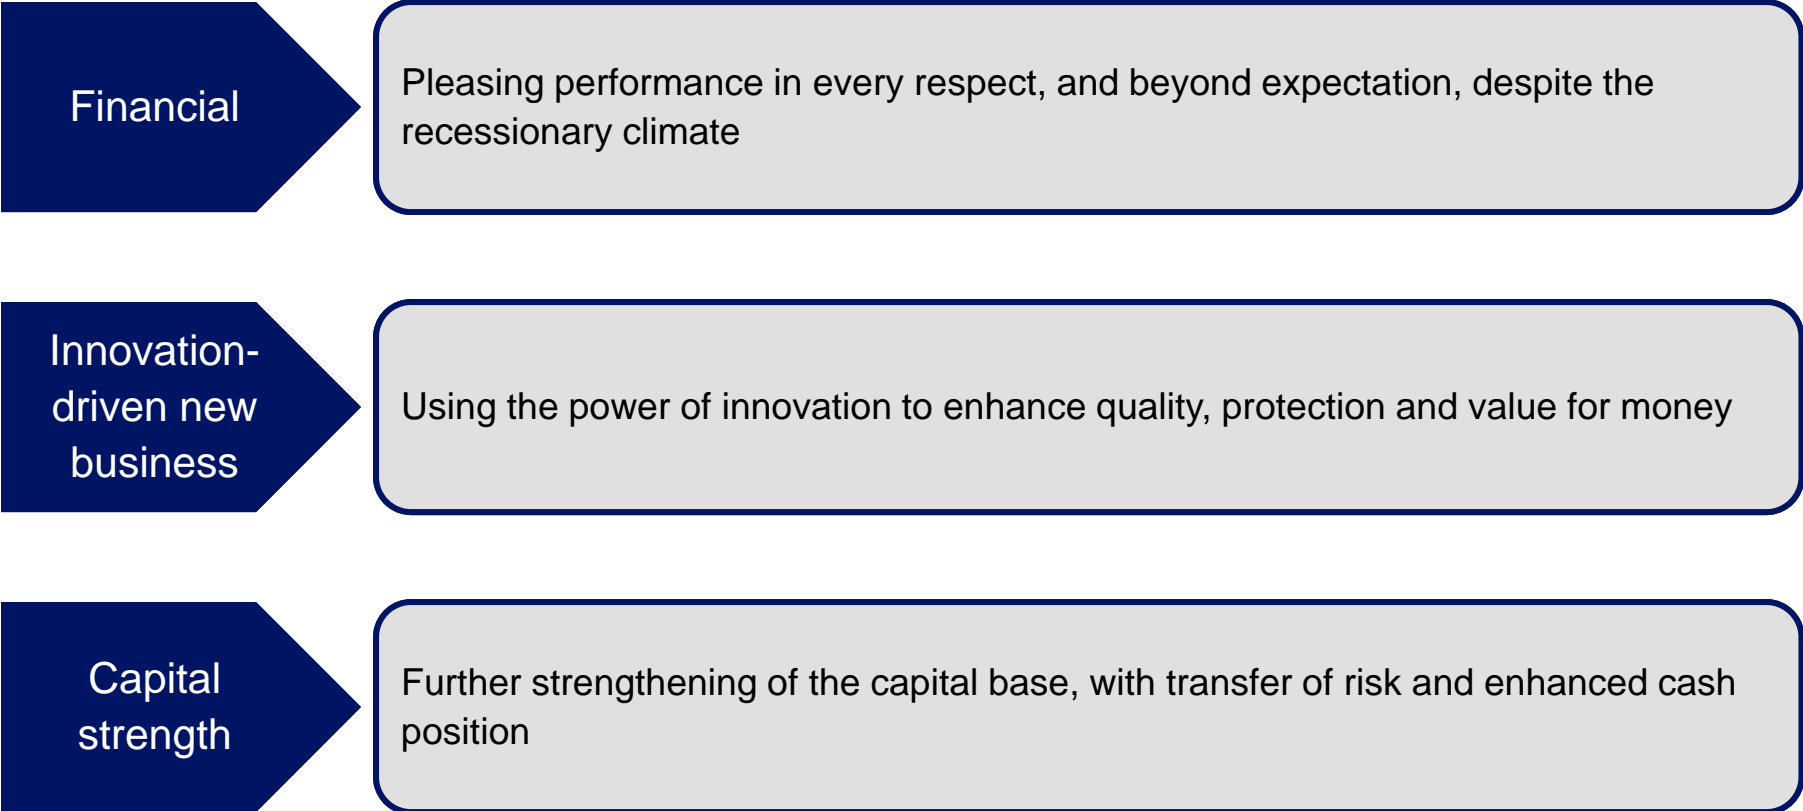 Financial
Pleasing performance in every respect, and beyond expectation, despite the
recessionary climate
Innovation-
driven new
business
Using the power of innovation to enhance quality, protection and value for money
Capital
strength
Further strengthening of the capital base, with transfer of risk and enhanced cash
position